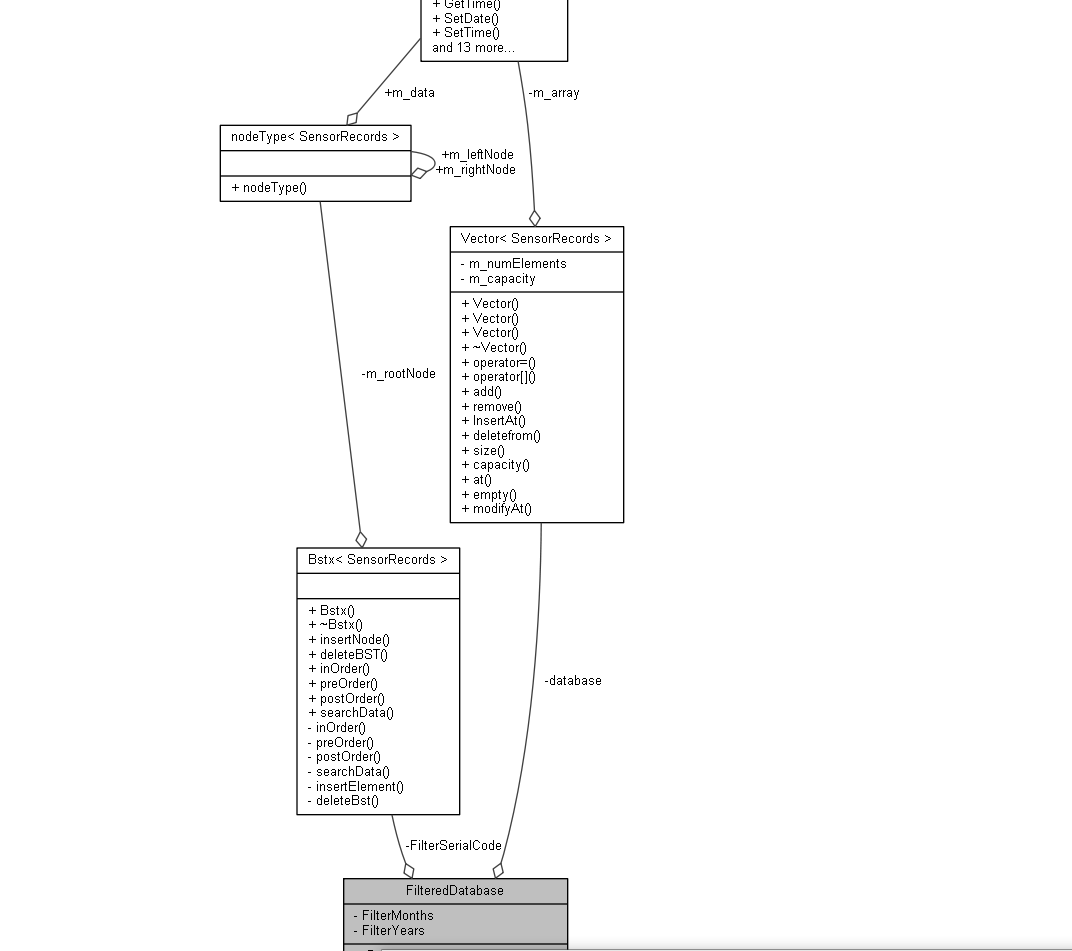 + GetTime()
+ SetDate()
+ SetTime()
and 13 more...
+m_data
-m_array
nodeType< SensorRecords >
+ nodeType()
+m_leftNode
+m_rightNode
Vector< SensorRecords >
- m_numElements
- m_capacity
+ Vector()
+ Vector()
+ Vector()
+ ~Vector()
+ operator=()
+ operator[]()
+ add()
+ remove()
+ InsertAt()
+ deletefrom()
+ size()
+ capacity()
+ at()
+ empty()
+ modifyAt()
-m_rootNode
Bstx< SensorRecords >
+ Bstx()
+ ~Bstx()
+ insertNode()
+ deleteBST()
+ inOrder()
+ preOrder()
+ postOrder()
+ searchData()
- inOrder()
- preOrder()
- postOrder()
- searchData()
- insertElement()
- deleteBst()
-database
-FilterSerialCode
FilteredDatabase
- FilterMonths
- FilterYears